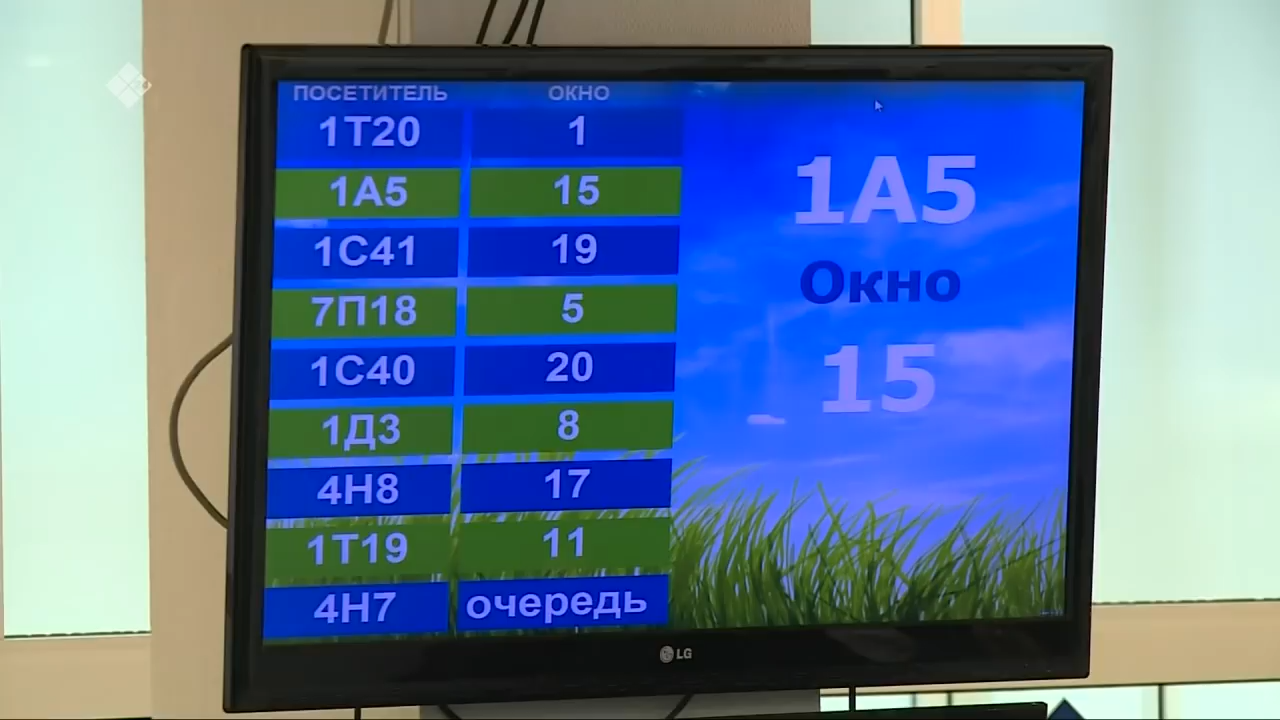 ПОСЕТИТЕЛЬ ОКНО
1Т20 1
1А5 15
1С41 19
7П18 5
1С40 20
1Д3 8
4Н8 17
1Т19 11
4Н7 очередь
1А5
Окно
15
LG